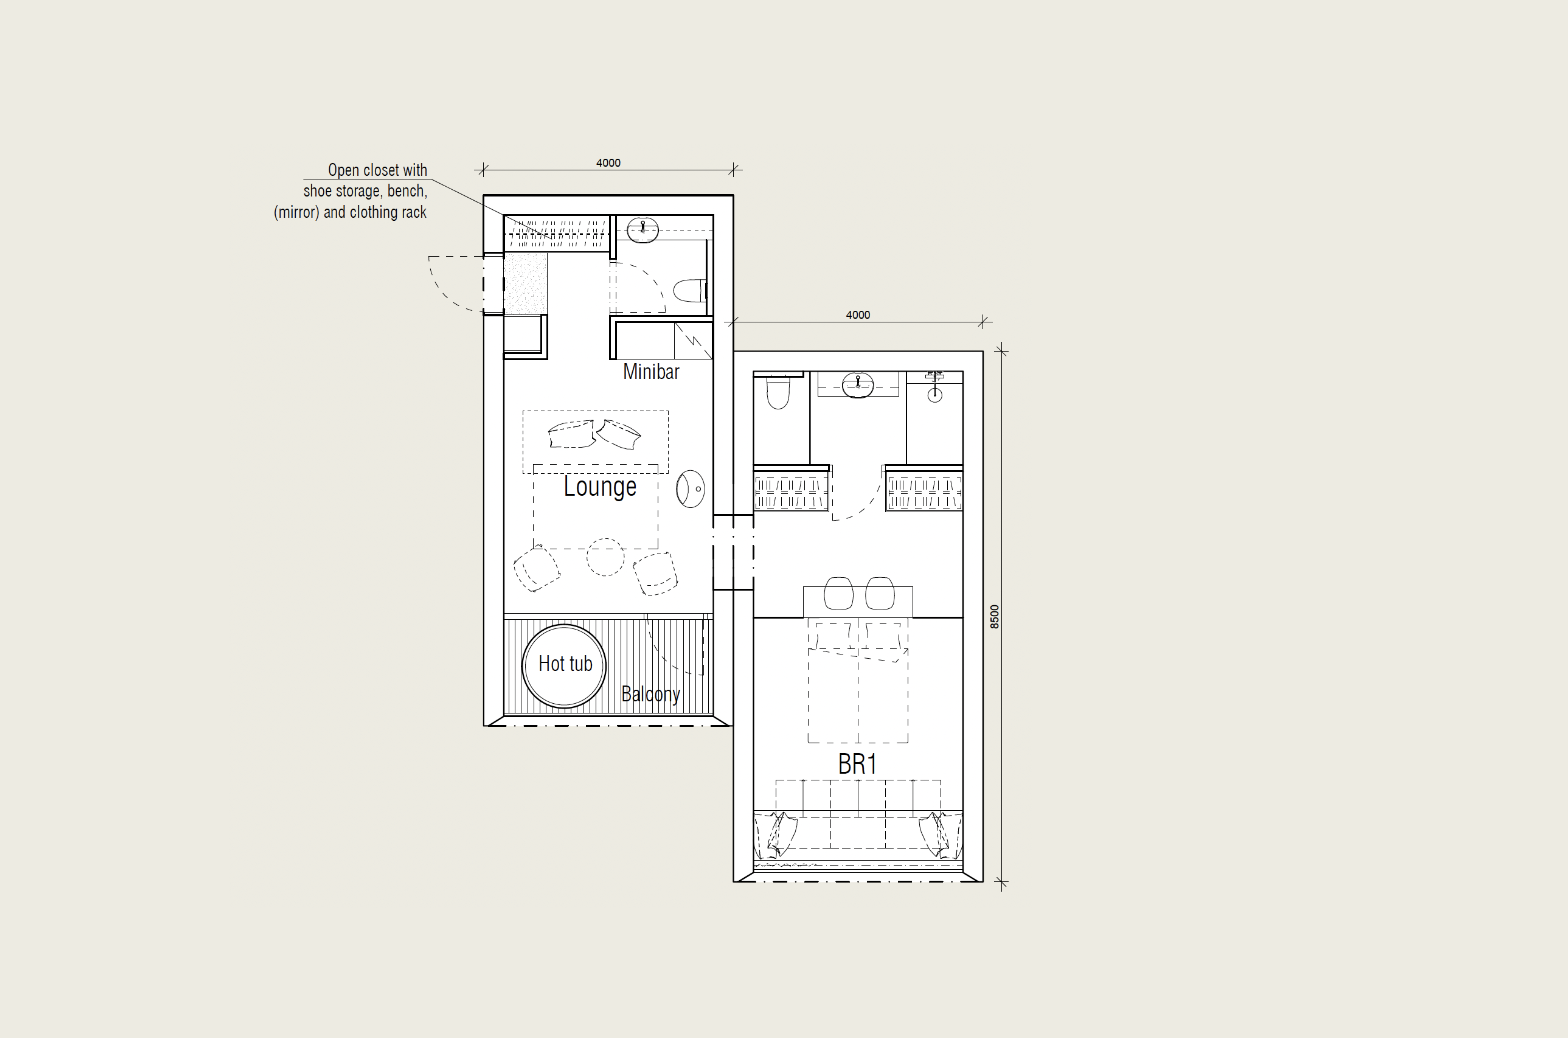 4000
Open closet with
shoe storage, bench,
(mirror) and clothing rack
4000
Minibar
Lounge
8500
Hot tub
Balcony
BR1